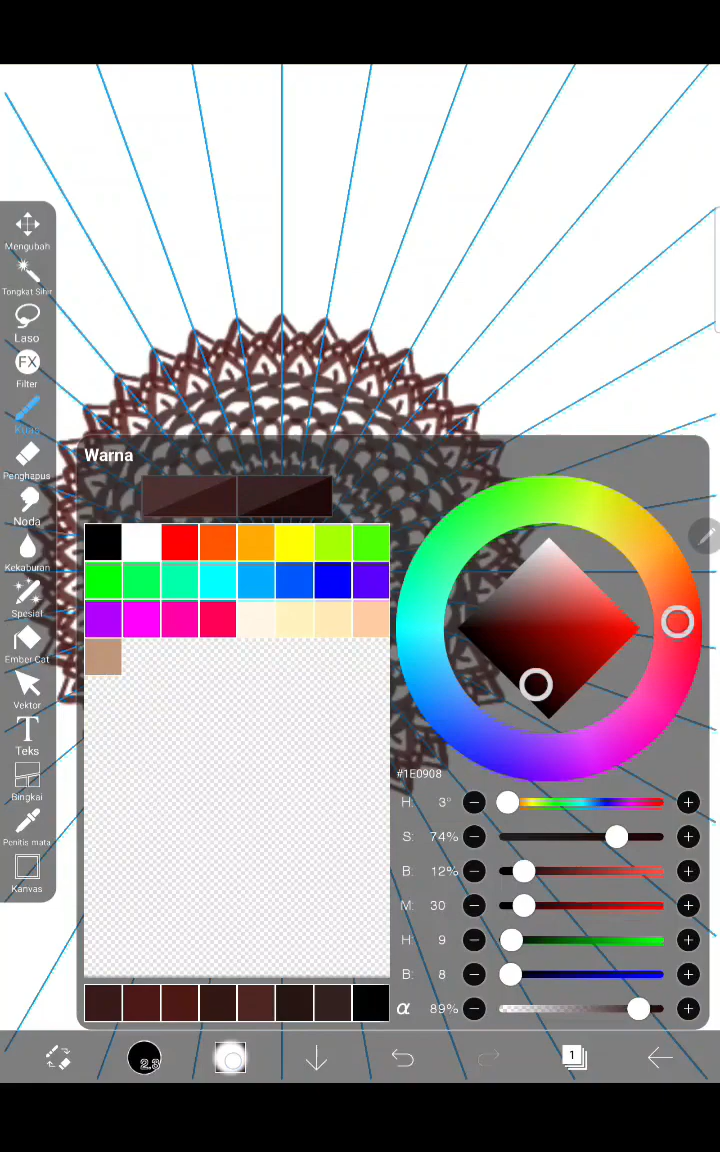 Mengubah
Tongkat Sihir
Laso
FX
Filter
Kuas
Penghapus
Noda
Kekaburan
Spesial
Ember Cat
Vektor
T
Teks
Bingkai
Penitis mata
Kanvas
Warna
#1E0908
H: 3°
S: 74%
B: 12%
M: 30
H: 9
B: 8
α 89%
2.3
1